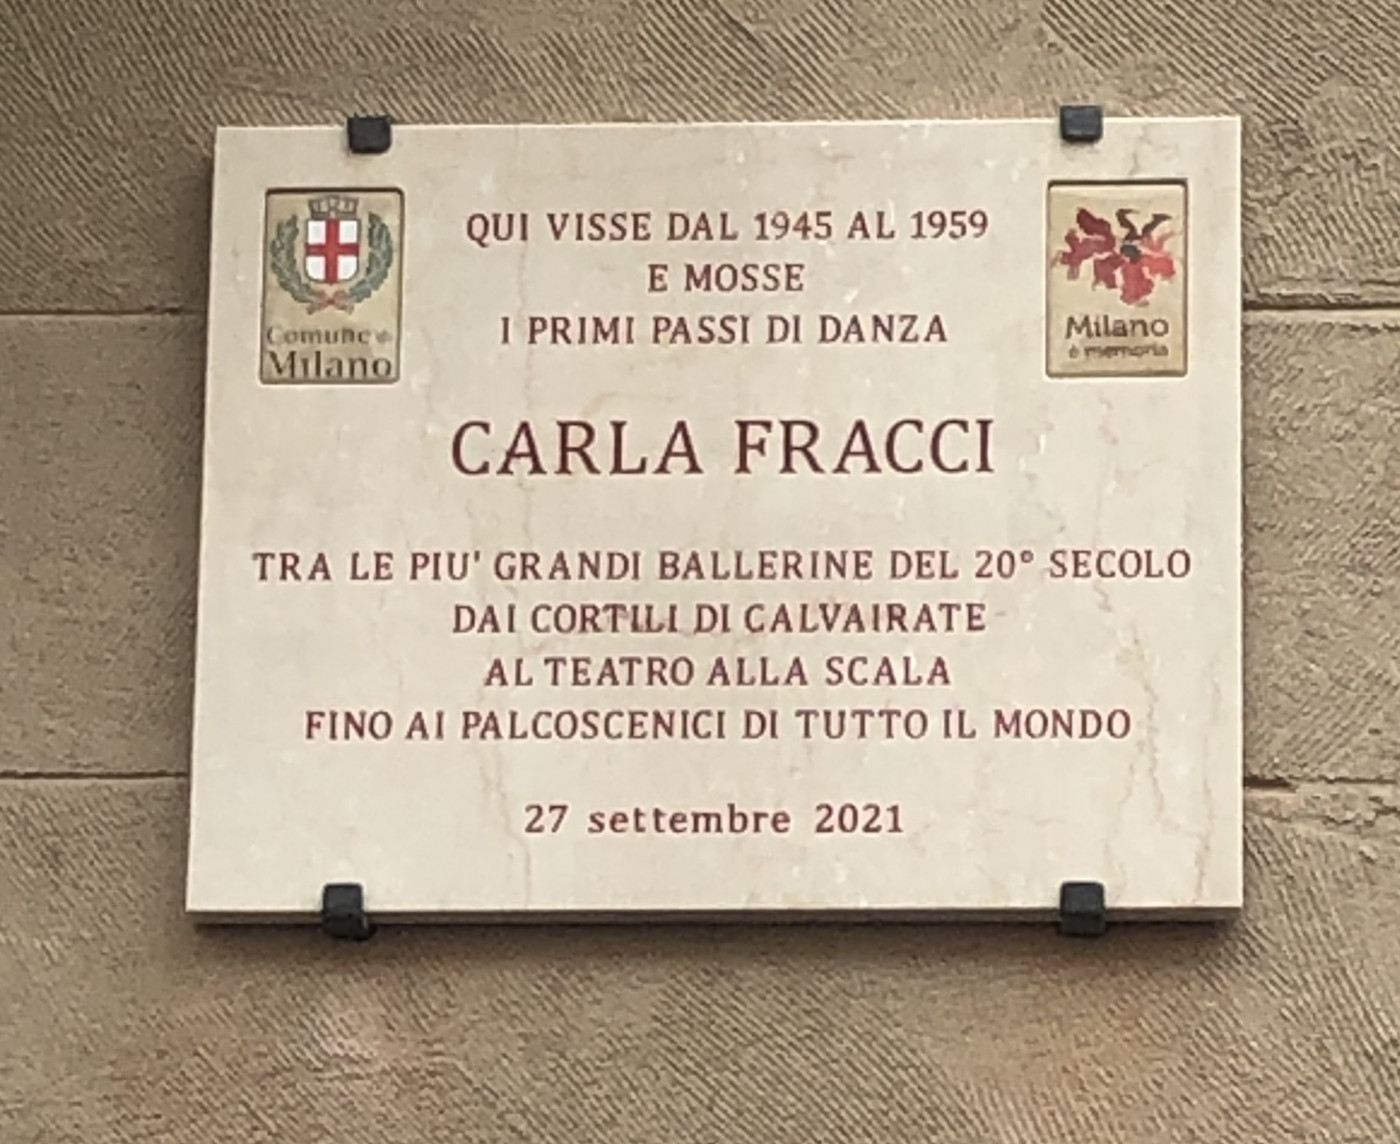 Comune di
Milano
QUI VISSE DAL 1945 AL 1959
E MOSSE
I PRIMI PASSI DI DANZA
Milano
è memoria
CARLA FRACCI
TRA LE PIU' GRANDI BALLERINE DEL 20° SECOLO
DAI CORTILI DI CALVAIRATE
AL TEATRO ALLA SCALA
FINO AI PALCOSCENICI DI TUTTO IL MONDO
27 settembre 2021